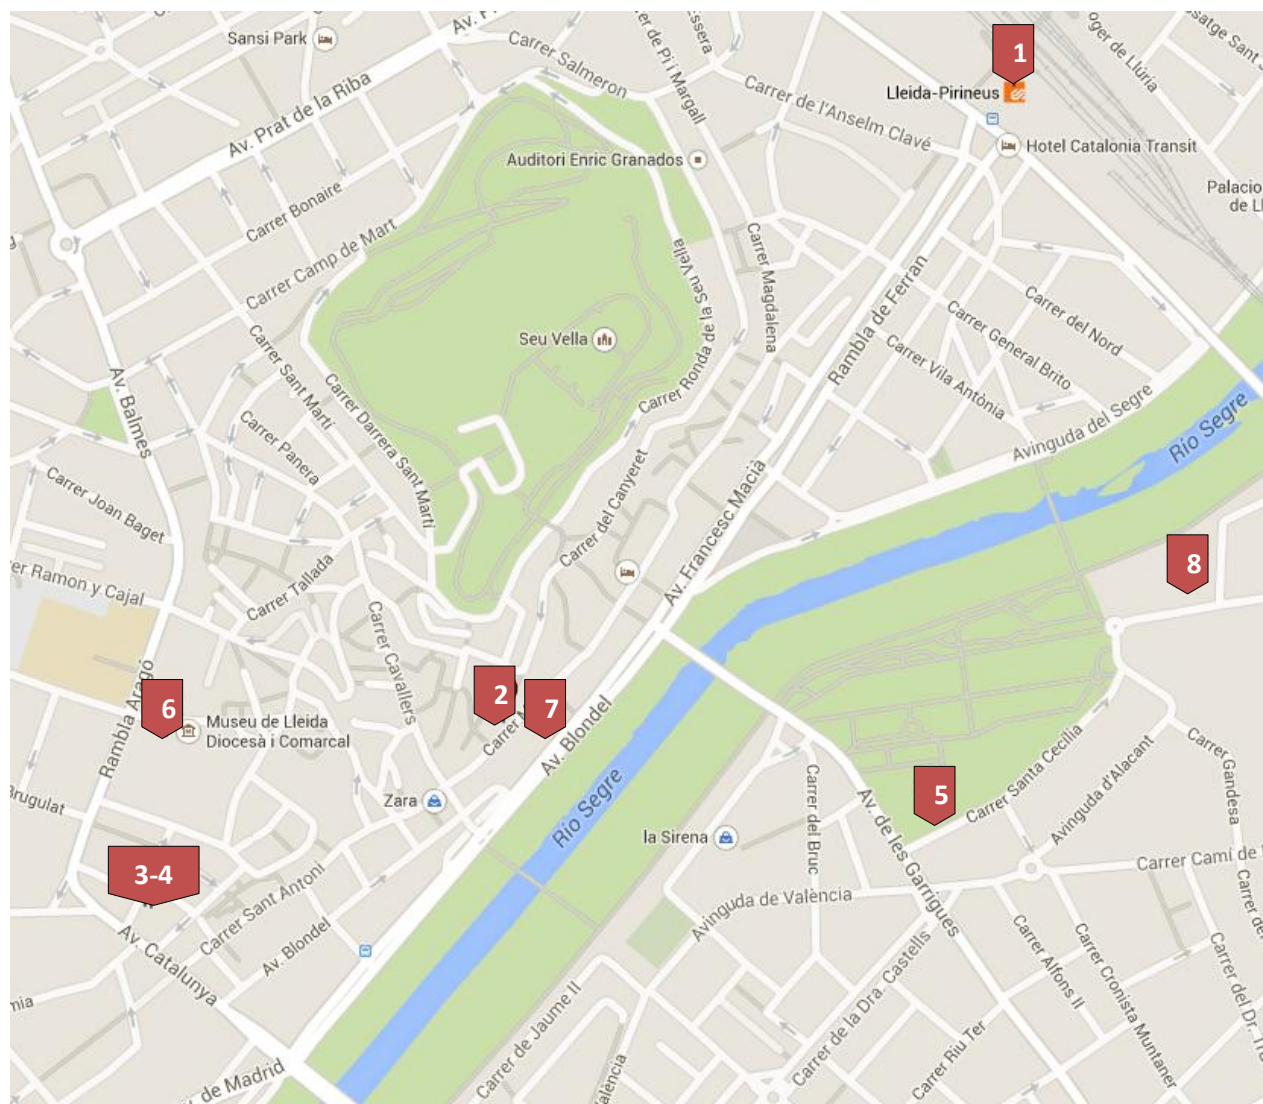 Sansi Park
Carrer Salmeron
Av. Prat de la Riba
1
Lleida-Pirineus
Carrer de l'Anselm Clavé
Hotel Catalonia Transit
Auditori Enric Granados
Palacio
Carrer Bonaire
Carrer Camp de Mart
Carrer Magdalena
Carrer Ronda de la Seu Vella
Rambla de Ferran
Carrer del Nord
Carrer General Brito
Carrer Vila Antònia
Seu Vella
Carrer Sant Martí
Carrer Darrera Sant Martí
Av. Balmes
Carrer Panera
Avinguda del Segre
Río Segre
Carrer Joan Baget
Carrer del Canyeret
Av. Francesc Macià
8
Ramon y Cajal
Carrer Tallada
Carrer Cavallers
2
7
6
Museu de Lleida
Diocesà i Comarcal
Rambla Aragó
Av. Blondel
Zara
Río Segre
la Sirena
5
Carrer Santa Cecília
Avinguda d'Alacant
Carrer Gandesa
Carrer del Bruc
Av. de les Garrigues
Brugulat
3-4
Carrer Sant Antoni
Av. Blondel
Av. Catalunya
Avinguda de València
Carrer Camí de
Carrer de la Dra. Castells
Carrer Alfons II
Carrer Cronista Muntaner
Carrer del Dr.
Carrer Riu Ter
Carrer de Jaume II
de Madrid